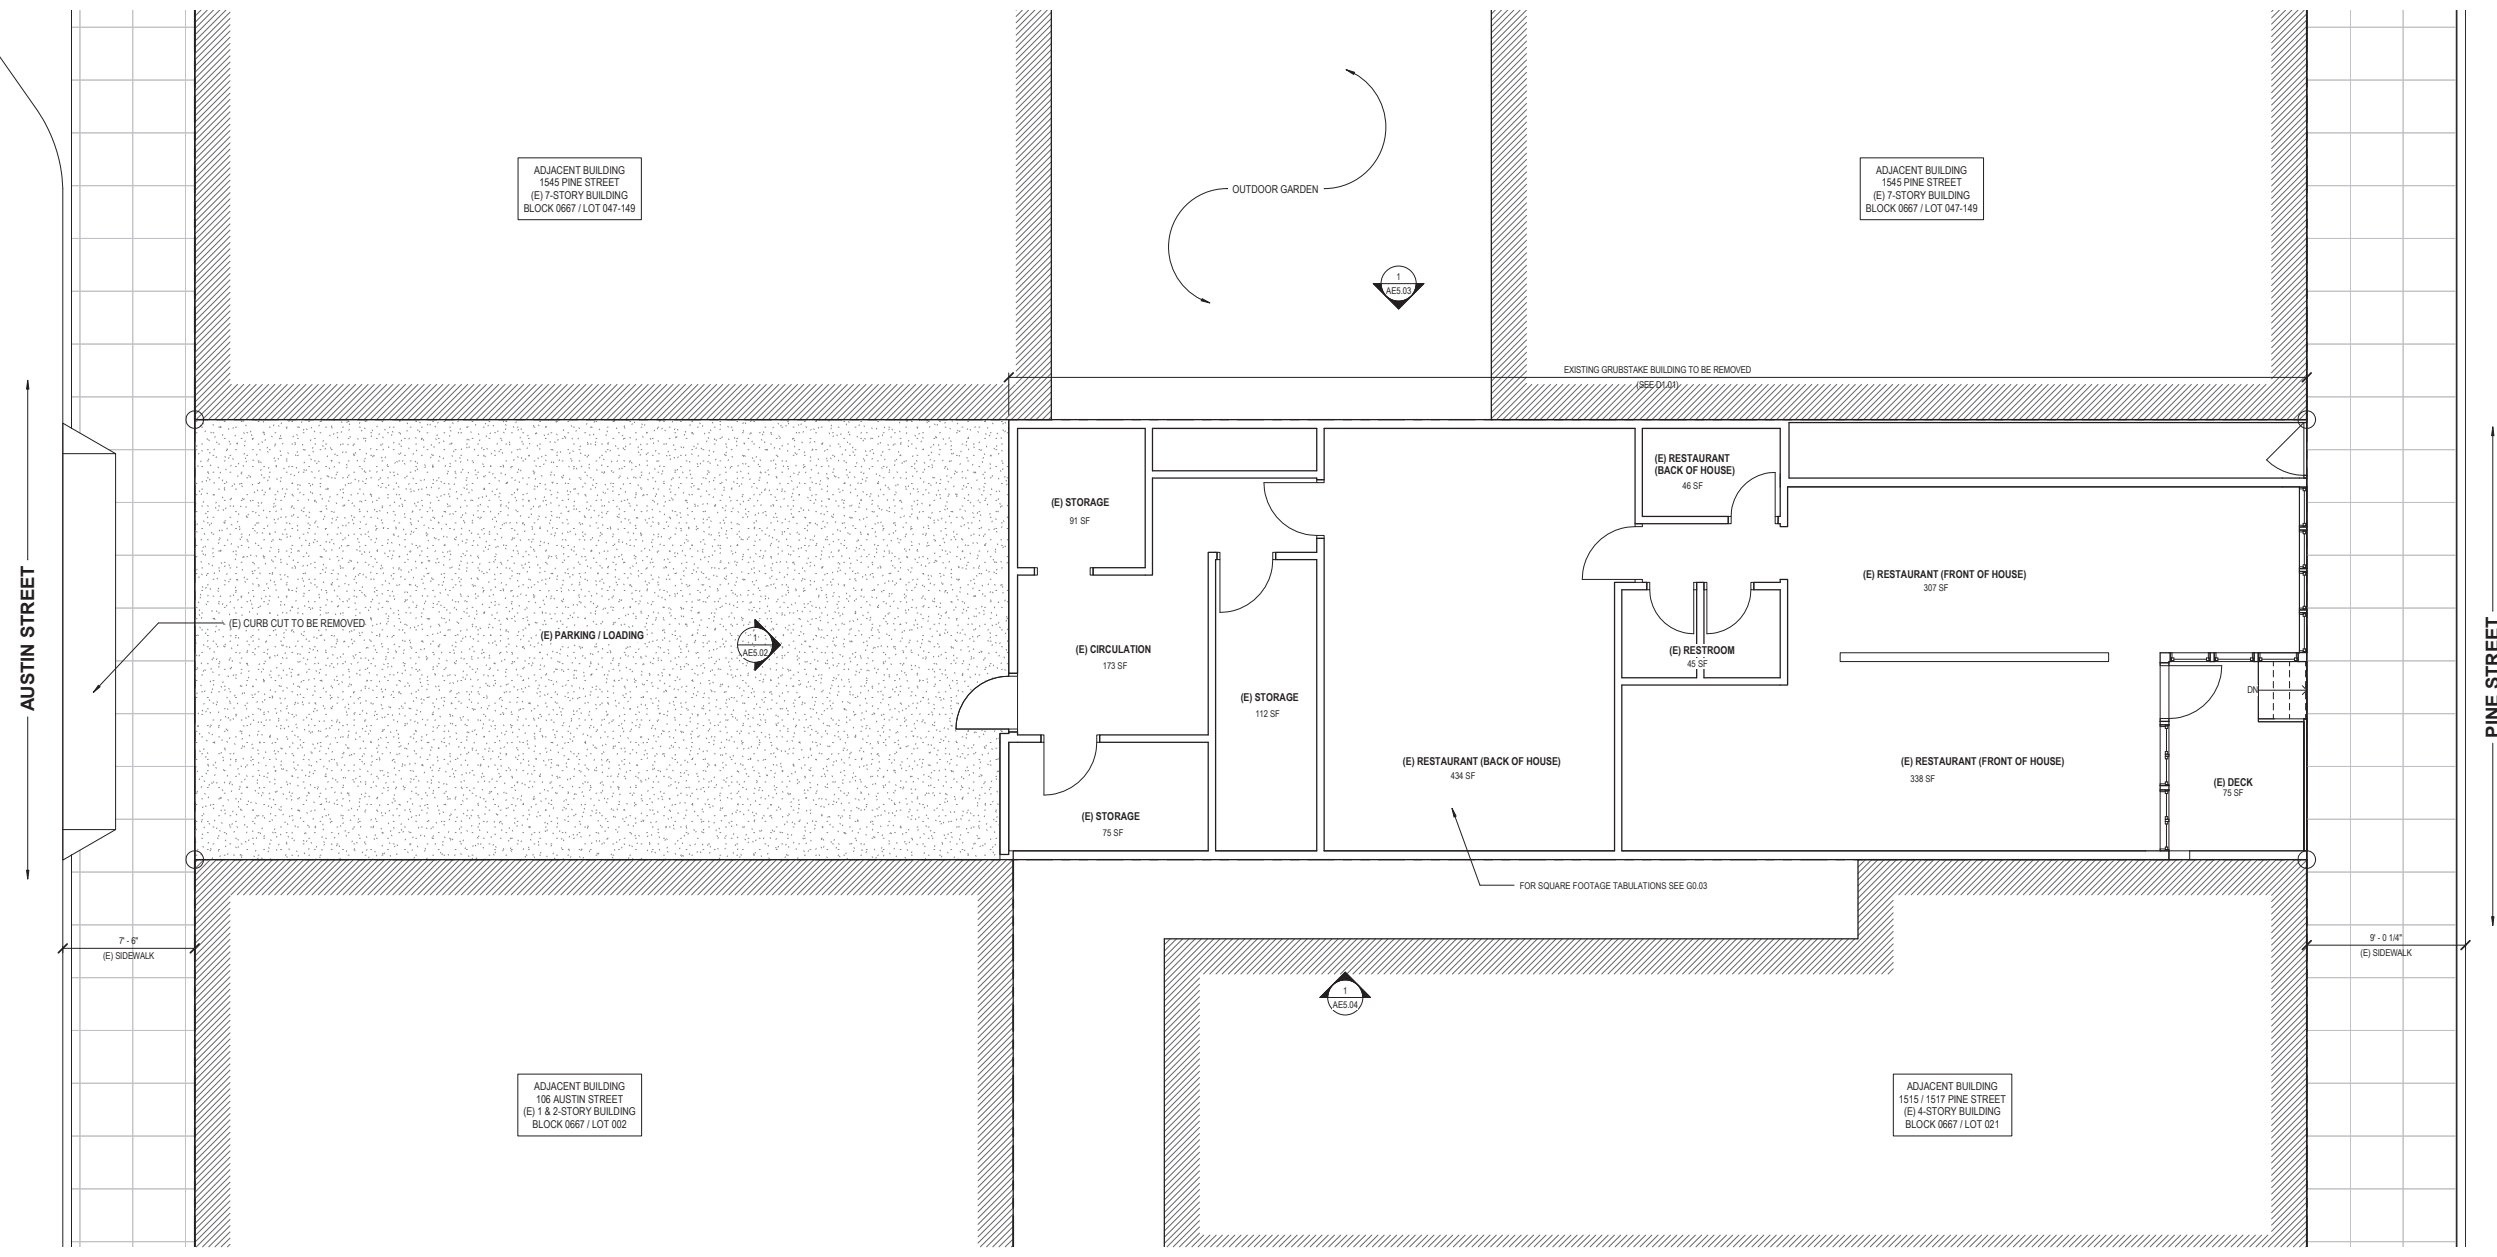 ADJACENT BUILDING
1545 PINE STREET
(E) 7-STORY BUILDING
BLOCK 0667 / LOT 047-149
OUTDOOR GARDEN
ADJACENT BUILDING
1545 PINE STREET
(E) 7-STORY BUILDING
BLOCK 0667 / LOT 047-149
1
AE5.03
EXISTING GRUBSTAKE BUILDING TO BE REMOVED
(SEE D1.01)
AUSTIN STREET
(E) CURB CUT TO BE REMOVED
(E) PARKING / LOADING
1
AE5.02
(E) STORAGE
91 SF
(E) CIRCULATION
173 SF
(E) STORAGE
112 SF
(E) STORAGE
75 SF
(E) RESTAURANT (BACK OF HOUSE)
434 SF
(E) RESTAURANT
(BACK OF HOUSE)
46 SF
(E) RESTROOM
45 SF
(E) RESTAURANT (FRONT OF HOUSE)
307 SF
(E) RESTAURANT (FRONT OF HOUSE)
338 SF
DN
(E) DECK
75 SF
PINE STREET
FOR SQUARE FOOTAGE TABULATIONS SEE G0.03
7' - 6"
(E) SIDEWALK
9' - 0 1/4"
(E) SIDEWALK
1
AE5.04
ADJACENT BUILDING
106 AUSTIN STREET
(E) 1 & 2-STORY BUILDING
BLOCK 0667 / LOT 002
ADJACENT BUILDING
1515 / 1517 PINE STREET
(E) 4-STORY BUILDING
BLOCK 0667 / LOT 021